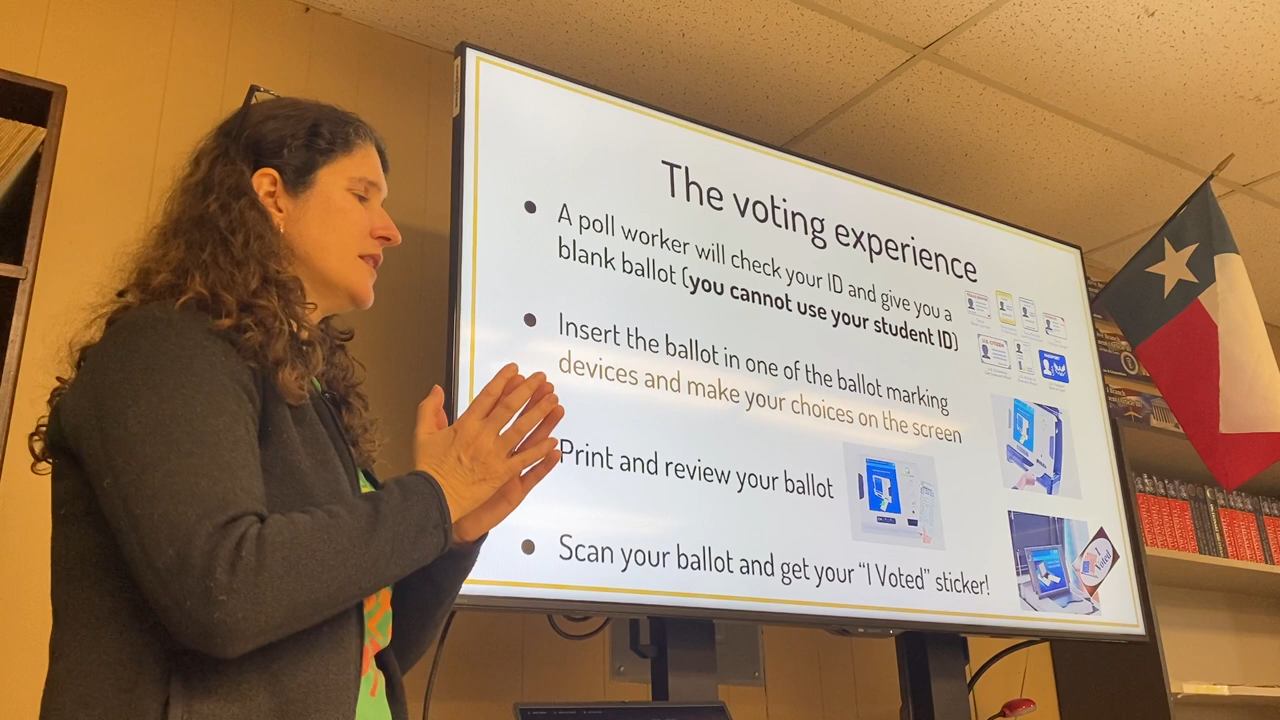 The voting experience
● A poll worker will check your ID and give you a
blank ballot (you cannot use your student ID)
● Insert the ballot in one of the ballot marking
devices and make your choices on the screen
Print and review your ballot
● Scan your ballot and get your “I Voted” sticker!
I Voted